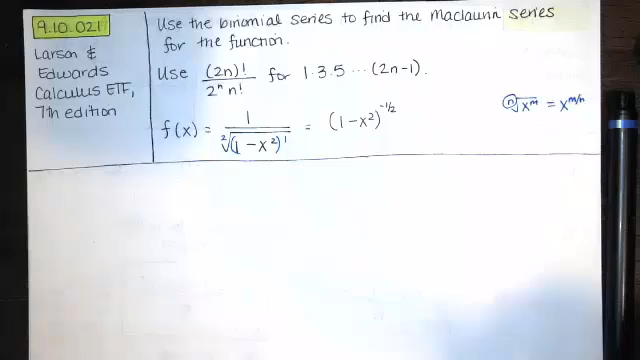 9.10.021
Larson &
Edwards
Calculus ETF,
7th edition
Use the binomial series to find the Maclaurin series
for the function.
Use (2n)!/2ⁿ n! for 1·3·5···(2n-1).
f(x) = 1/²√(1-x²)¹ = (1-x²)^-1/2
ⁿ√xᵐ = x^m/n